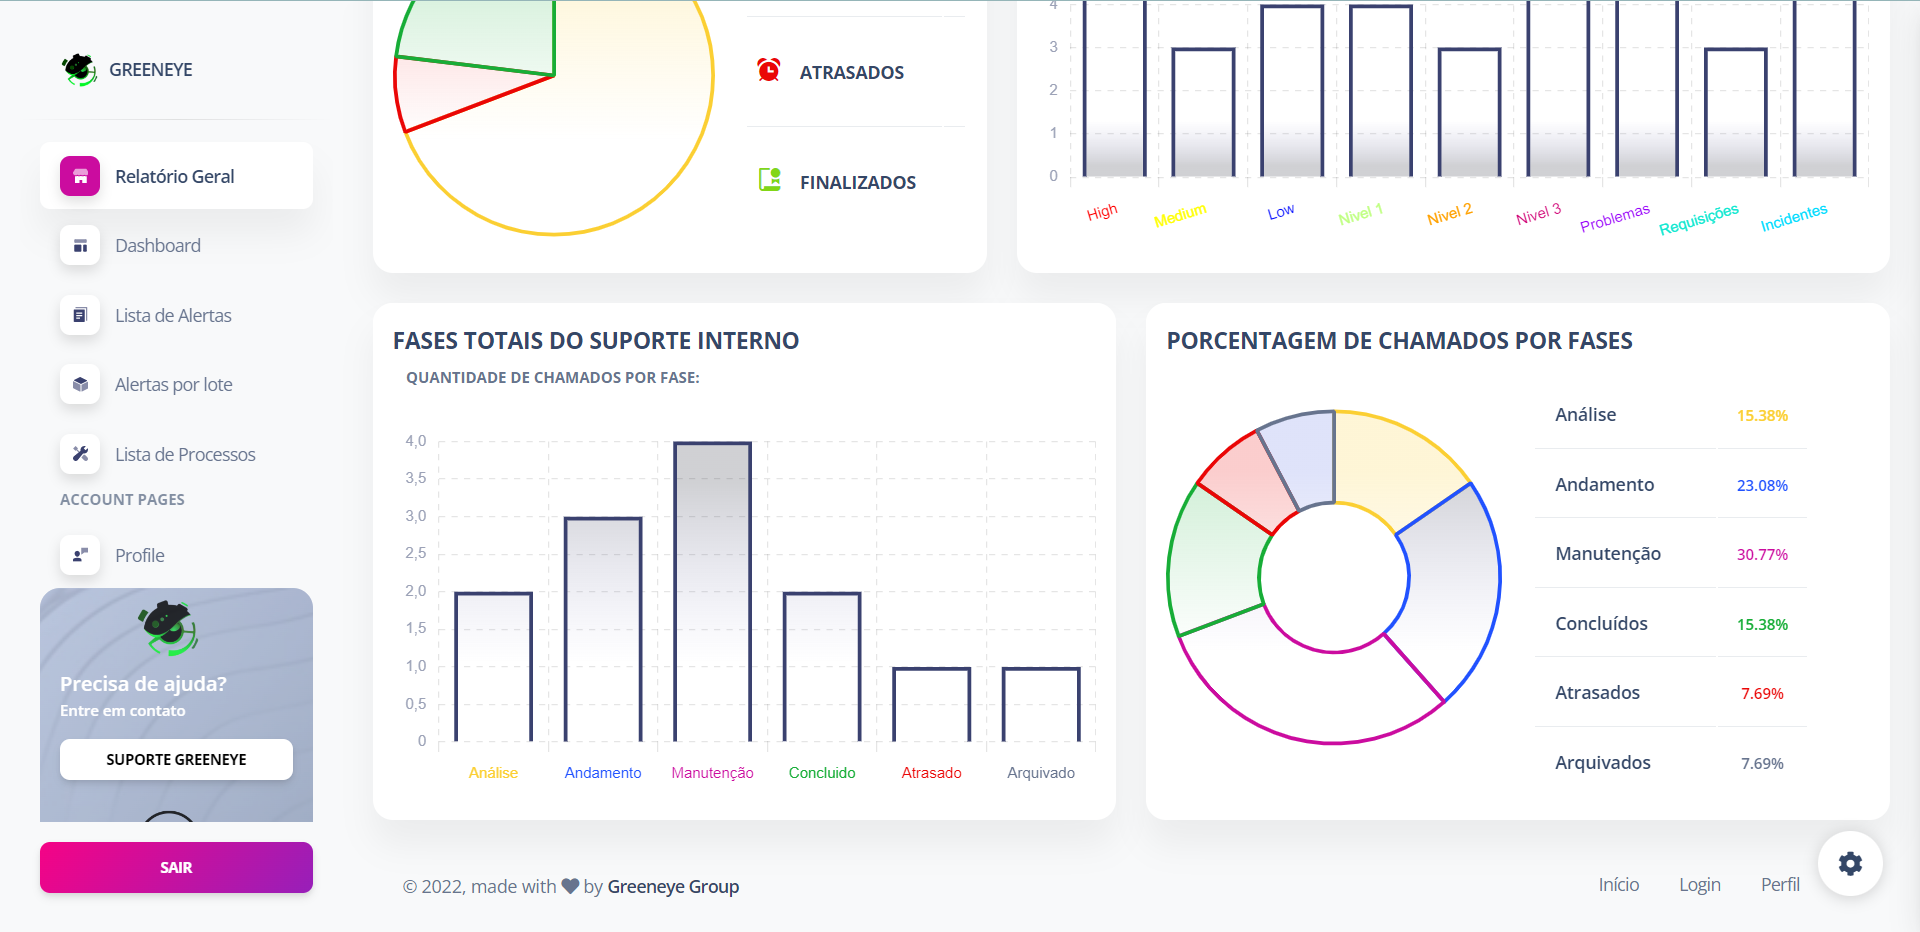 GREENEYE
Relatório Geral
Dashboard
Lista de Alertas
Alertas por lote
Lista de Processos
ACCOUNT PAGES
Profile
Precisa de ajuda?
Entre em contato
SUPORTE GREENEYE
SAIR
ATRASADOS
FINALIZADOS
4
3
2
1
0
High
Medium
Low
Nivel 1
Nivel 2
Nivel 3
Problemas
Requisições
Incidentes
FASES TOTAIS DO SUPORTE INTERNO
QUANTIDADE DE CHAMADOS POR FASE:
4,0
3,5
3,0
2,5
2,0
1,5
1,0
0,5
0
Análise
Andamento
Manutenção
Concluido
Atrasado
Arquivado
PORCENTAGEM DE CHAMADOS POR FASES
Análise 15.38%
Andamento 23.08%
Manutenção 30.77%
Concluídos 15.38%
Atrasados 7.69%
Arquivados 7.69%
© 2022, made with by Greeneye Group
Início Login Perfil